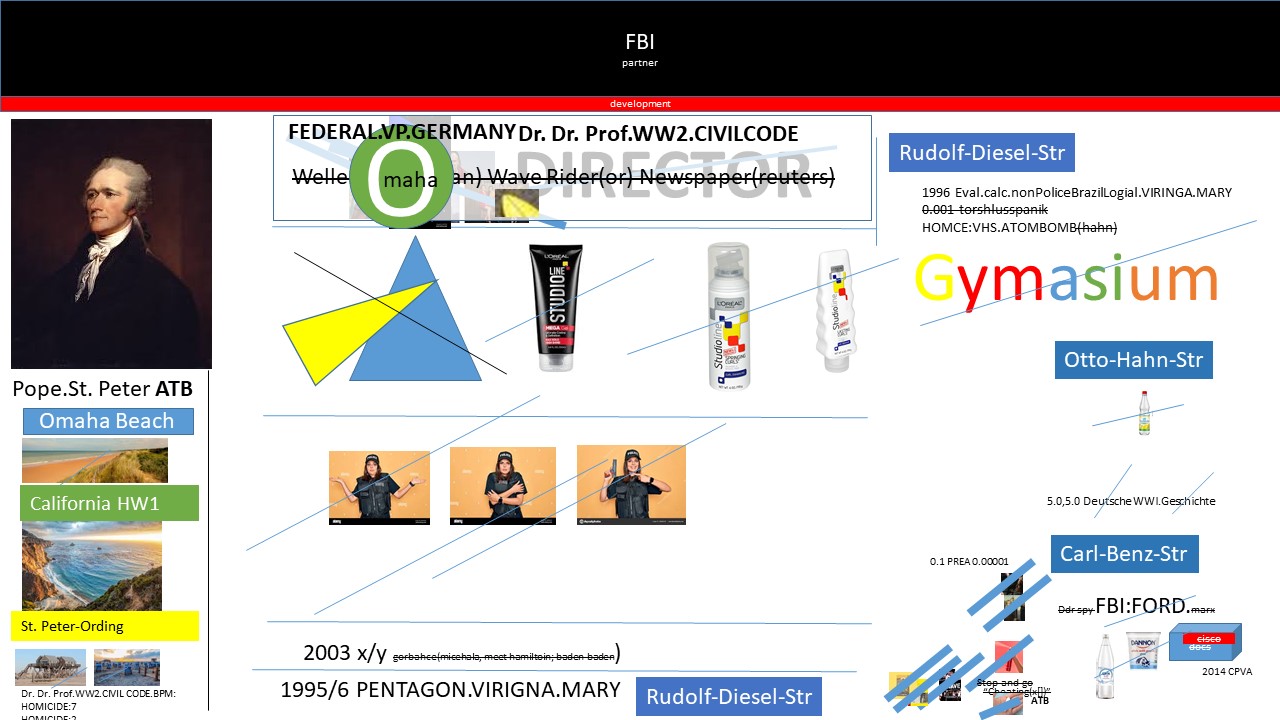 FBI
partner
development
FEDERAL.VP.GERMANY Dr. Dr. Prof.WW2.CIVILCODE
DIRECTOR
Welle an) Wave Rider(or) Newspaper(reuters)
Omaha
Rudolf-Diesel-Str
1996 Eval.calc.nonPoliceBrazilLogial.VIRINGA.MARY
0.001 torshlusspanik
HOMCE:VHS.ATOMBOMB(hahn)
Gymasium
L'ORÉAL
STUDIO LINE
MEGA
L'ORÉAL
Studio line
SPRINGING CURLS
Studio line
Pope.St. Peter ATB
Omaha Beach
California HW1
St. Peter-Ording
Dr. Dr. Prof.WW2.CIVIL CODE.BPM:
HOMICIDE:7
HOMICIDE:2
Otto-Hahn-Str
5.0,5.0 Deutsche WWI.Geschichte
Carl-Benz-Str
0.1 PREA 0.00001
Ddr spy FBI:FORD.marx
DANNON
cisco
docs
2014 CPVA
Stop and go
"Cheating(x[])"
ATB
2003 x/y gorbahce(micehala, meet hamiltoin; baden baden)
1995/6 PENTAGON.VIRIGNA.MARY
Rudolf-Diesel-Str